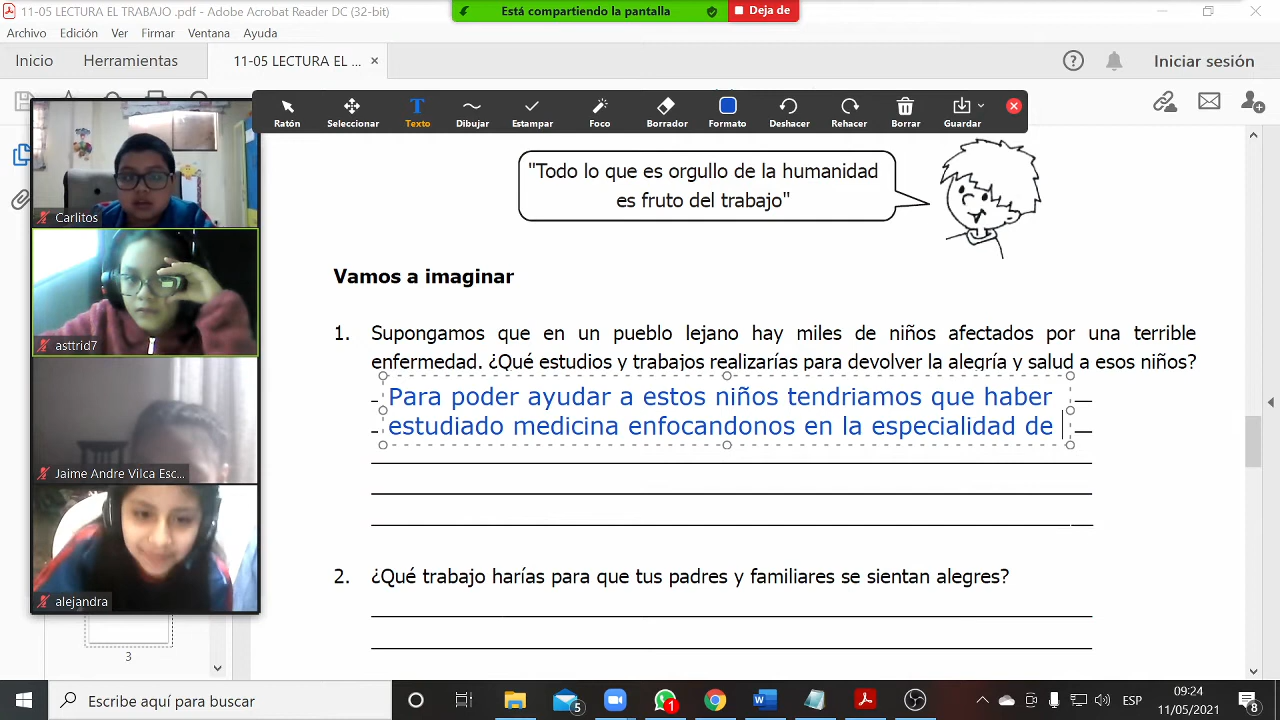 11-05 LECTURA EL TRABAJO .pdf - Adobe Acrobat Reader DC (32-bit)
Está compartiendo la pantalla
Deja de
Archivo Edición Ver Firmar Ventana Ayuda
Inicio Herramientas 11-05 LECTURA EL ... × Iniciar sesión
Ratón Seleccionar Texto Dibujar Estampar Foco Borrador Formato Deshacer Rehacer Borrar Guardar
"Todo lo que es orgullo de la humanidad
es fruto del trabajo"
Carlitos
asttrid7
Jaime Andre Vilca Esc...
alejandra
Vamos a imaginar
1. Supongamos que en un pueblo lejano hay miles de niños afectados por una terrible
enfermedad. ¿Qué estudios y trabajos realizarías para devolver la alegría y salud a esos niños?
Para poder ayudar a estos niños tendriamos que haber
estudiado medicina enfocandonos en la especialidad de
2. ¿Qué trabajo harías para que tus padres y familiares se sientan alegres?
3
Escribe aquí para buscar
5
1
ESP
09:24
11/05/2021
8